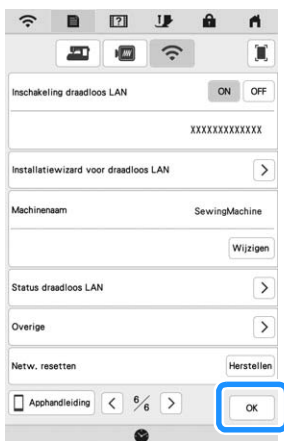 Inschakeling draadloos LAN ON OFF
XXXXXXXXXXXXX
Installatiewizard voor draadloos LAN >
Machinenaam SewingMachine
Wijzigen
Status draadloos LAN >
Overige >
Netw. resetten Herstellen
Apphandleiding < 6/6 > OK